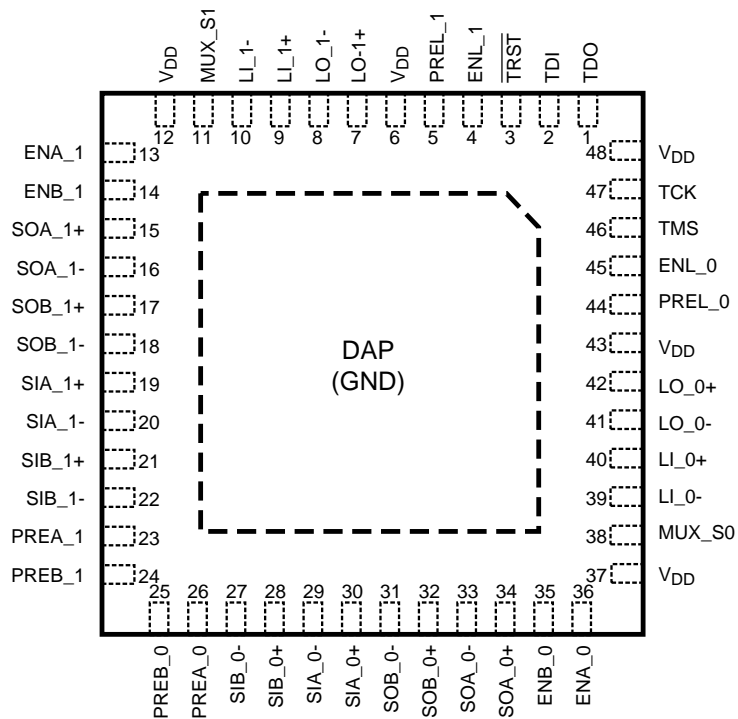 VDD
MUX_S1
LI_1-
LI_1+
LO_1-
LO-1+
VDD
PREL_1
ENL_1
TRST
TDI
TDO
12
11
10
9
8
7
6
5
4
3
2
1
ENA_1 13
ENB_1 14
SOA_1+ 15
SOA_1- 16
SOB_1+ 17
SOB_1- 18
SIA_1+ 19
SIA_1- 20
SIB_1+ 21
SIB_1- 22
PREA_1 23
PREB_1 24
DAP
(GND)
48 VDD
47 TCK
46 TMS
45 ENL_0
44 PREL_0
43 VDD
42 LO_0+
41 LO_0-
40 LI_0+
39 LI_0-
38 MUX_S0
37 VDD
25
26
27
28
29
30
31
32
33
34
35
36
PREB_0
PREA_0
SIB_0-
SIB_0+
SIA_0-
SIA_0+
SOB_0-
SOB_0+
SOA_0-
SOA_0+
ENB_0
ENA_0